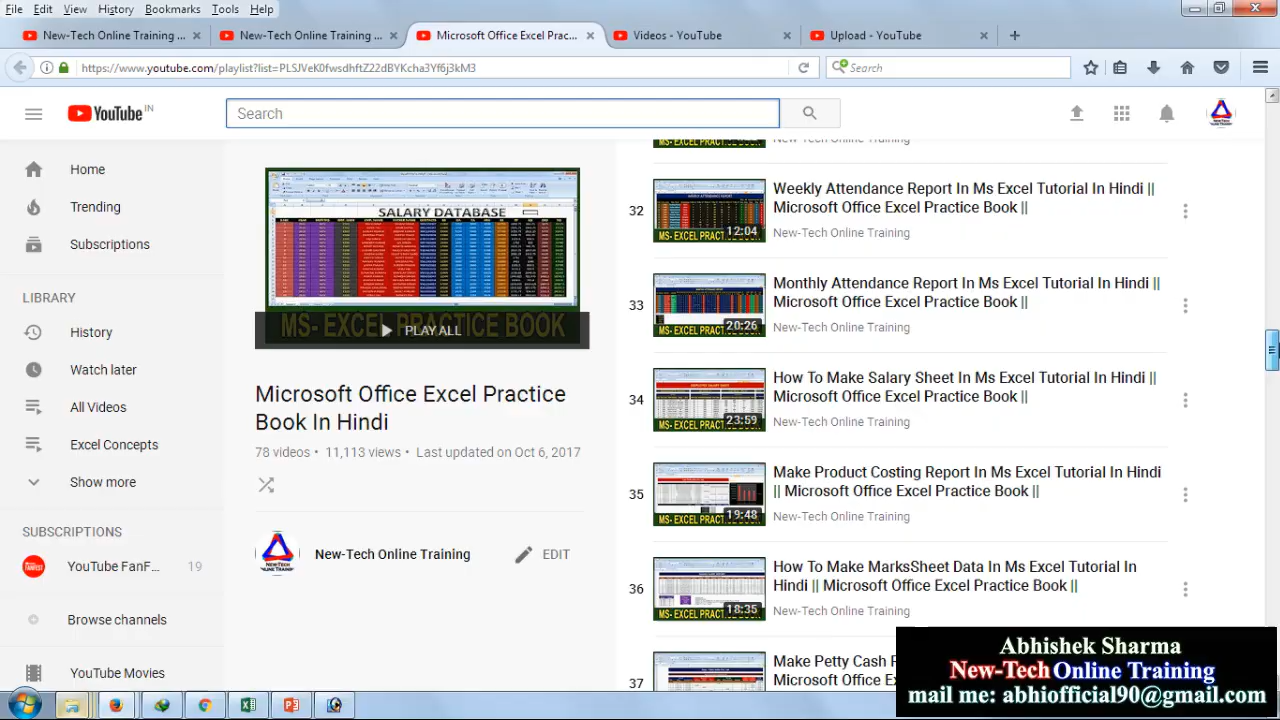 File Edit View History Bookmarks Tools Help
New-Tech Online Training ... New-Tech Online Training ... Microsoft Office Excel Prac... Videos - YouTube Upload - YouTube
https://www.youtube.com/playlist?list=PLSJVeK0fwsdhftZ22dBYKcha3Yf6j3kM3 Search
YouTube IN Search
Home
Trending
Subscriptions
LIBRARY
History
Watch later
All Videos
Excel Concepts
Show more
SUBSCRIPTIONS
YouTube FanF... 19
Browse channels
YouTube Movies
SALARY DATABASE
MS-EXCEL PRACTICE BOOK
PLAY ALL
Microsoft Office Excel Practice
Book In Hindi
78 videos • 11,113 views • Last updated on Oct 6, 2017
New-Tech Online Training EDIT
New-Tech Online Training
32
Weekly Attendance Report In Ms Excel Tutorial In Hindi ||
Microsoft Office Excel Practice Book ||
New-Tech Online Training
12:04
33
Monthly Attendance Report In Ms Excel Tutorial In Hindi ||
Microsoft Office Excel Practice Book ||
New-Tech Online Training
20:26
34
How To Make Salary Sheet In Ms Excel Tutorial In Hindi ||
Microsoft Office Excel Practice Book ||
New-Tech Online Training
23:59
35
Make Product Costing Report In Ms Excel Tutorial In Hindi
|| Microsoft Office Excel Practice Book ||
New-Tech Online Training
19:48
36
How To Make MarksSheet Data In Ms Excel Tutorial In
Hindi || Microsoft Office Excel Practice Book ||
New-Tech Online Training
18:35
37
Make Petty Cash
Microsoft Office
Abhishek Sharma
New-Tech Online Training
mail me: abhiofficial90@gmail.com